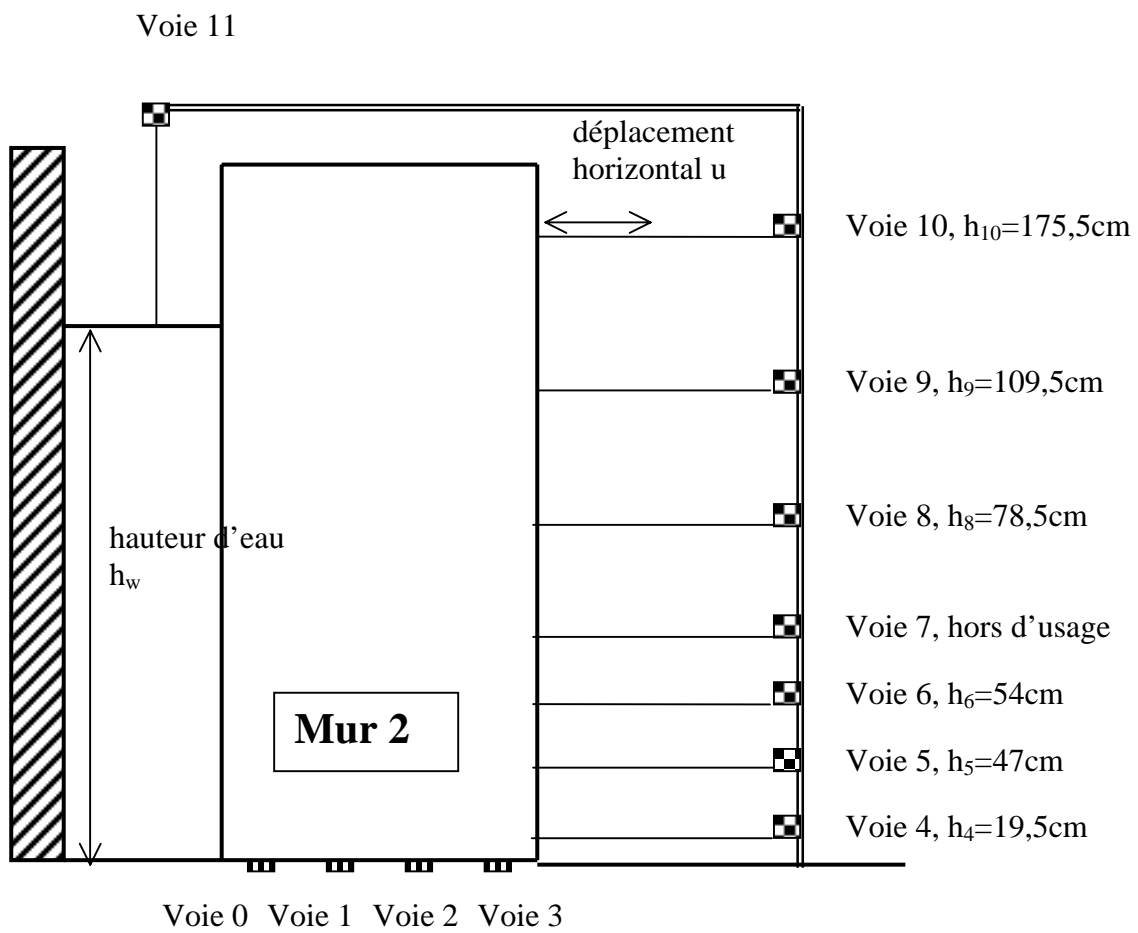 Voie 11
déplacement
horizontal u
Voie 10, h₁₀=175,5cm
Voie 9, h₉=109,5cm
Voie 8, h₈=78,5cm
hauteur d'eau
h_w
Voie 7, hors d'usage
Voie 6, h₆=54cm
Mur 2
Voie 5, h₅=47cm
Voie 4, h₄=19,5cm
Voie 0 Voie 1 Voie 2 Voie 3